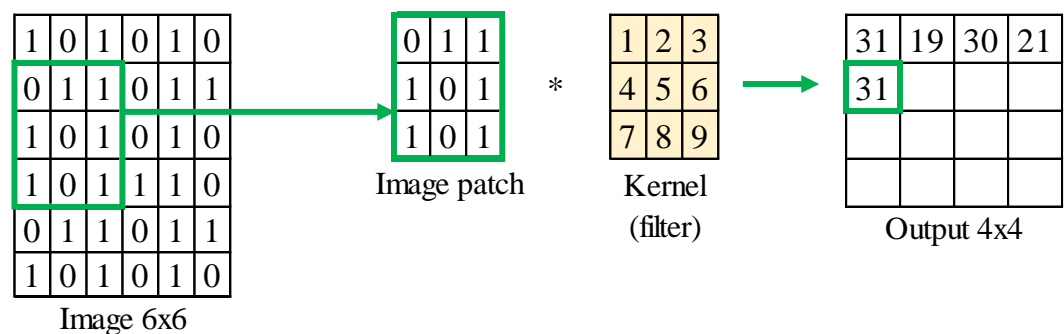 1 0 1 0 1 0
0 1 1 0 1 1
1 0 1 0 1 0
1 0 1 1 1 0
0 1 1 0 1 1
1 0 1 0 1 0
Image 6x6
0 1 1
1 0 1
1 0 1
Image patch
*
1 2 3
4 5 6
7 8 9
Kernel
(filter)
31 19 30 21
31
Output 4x4